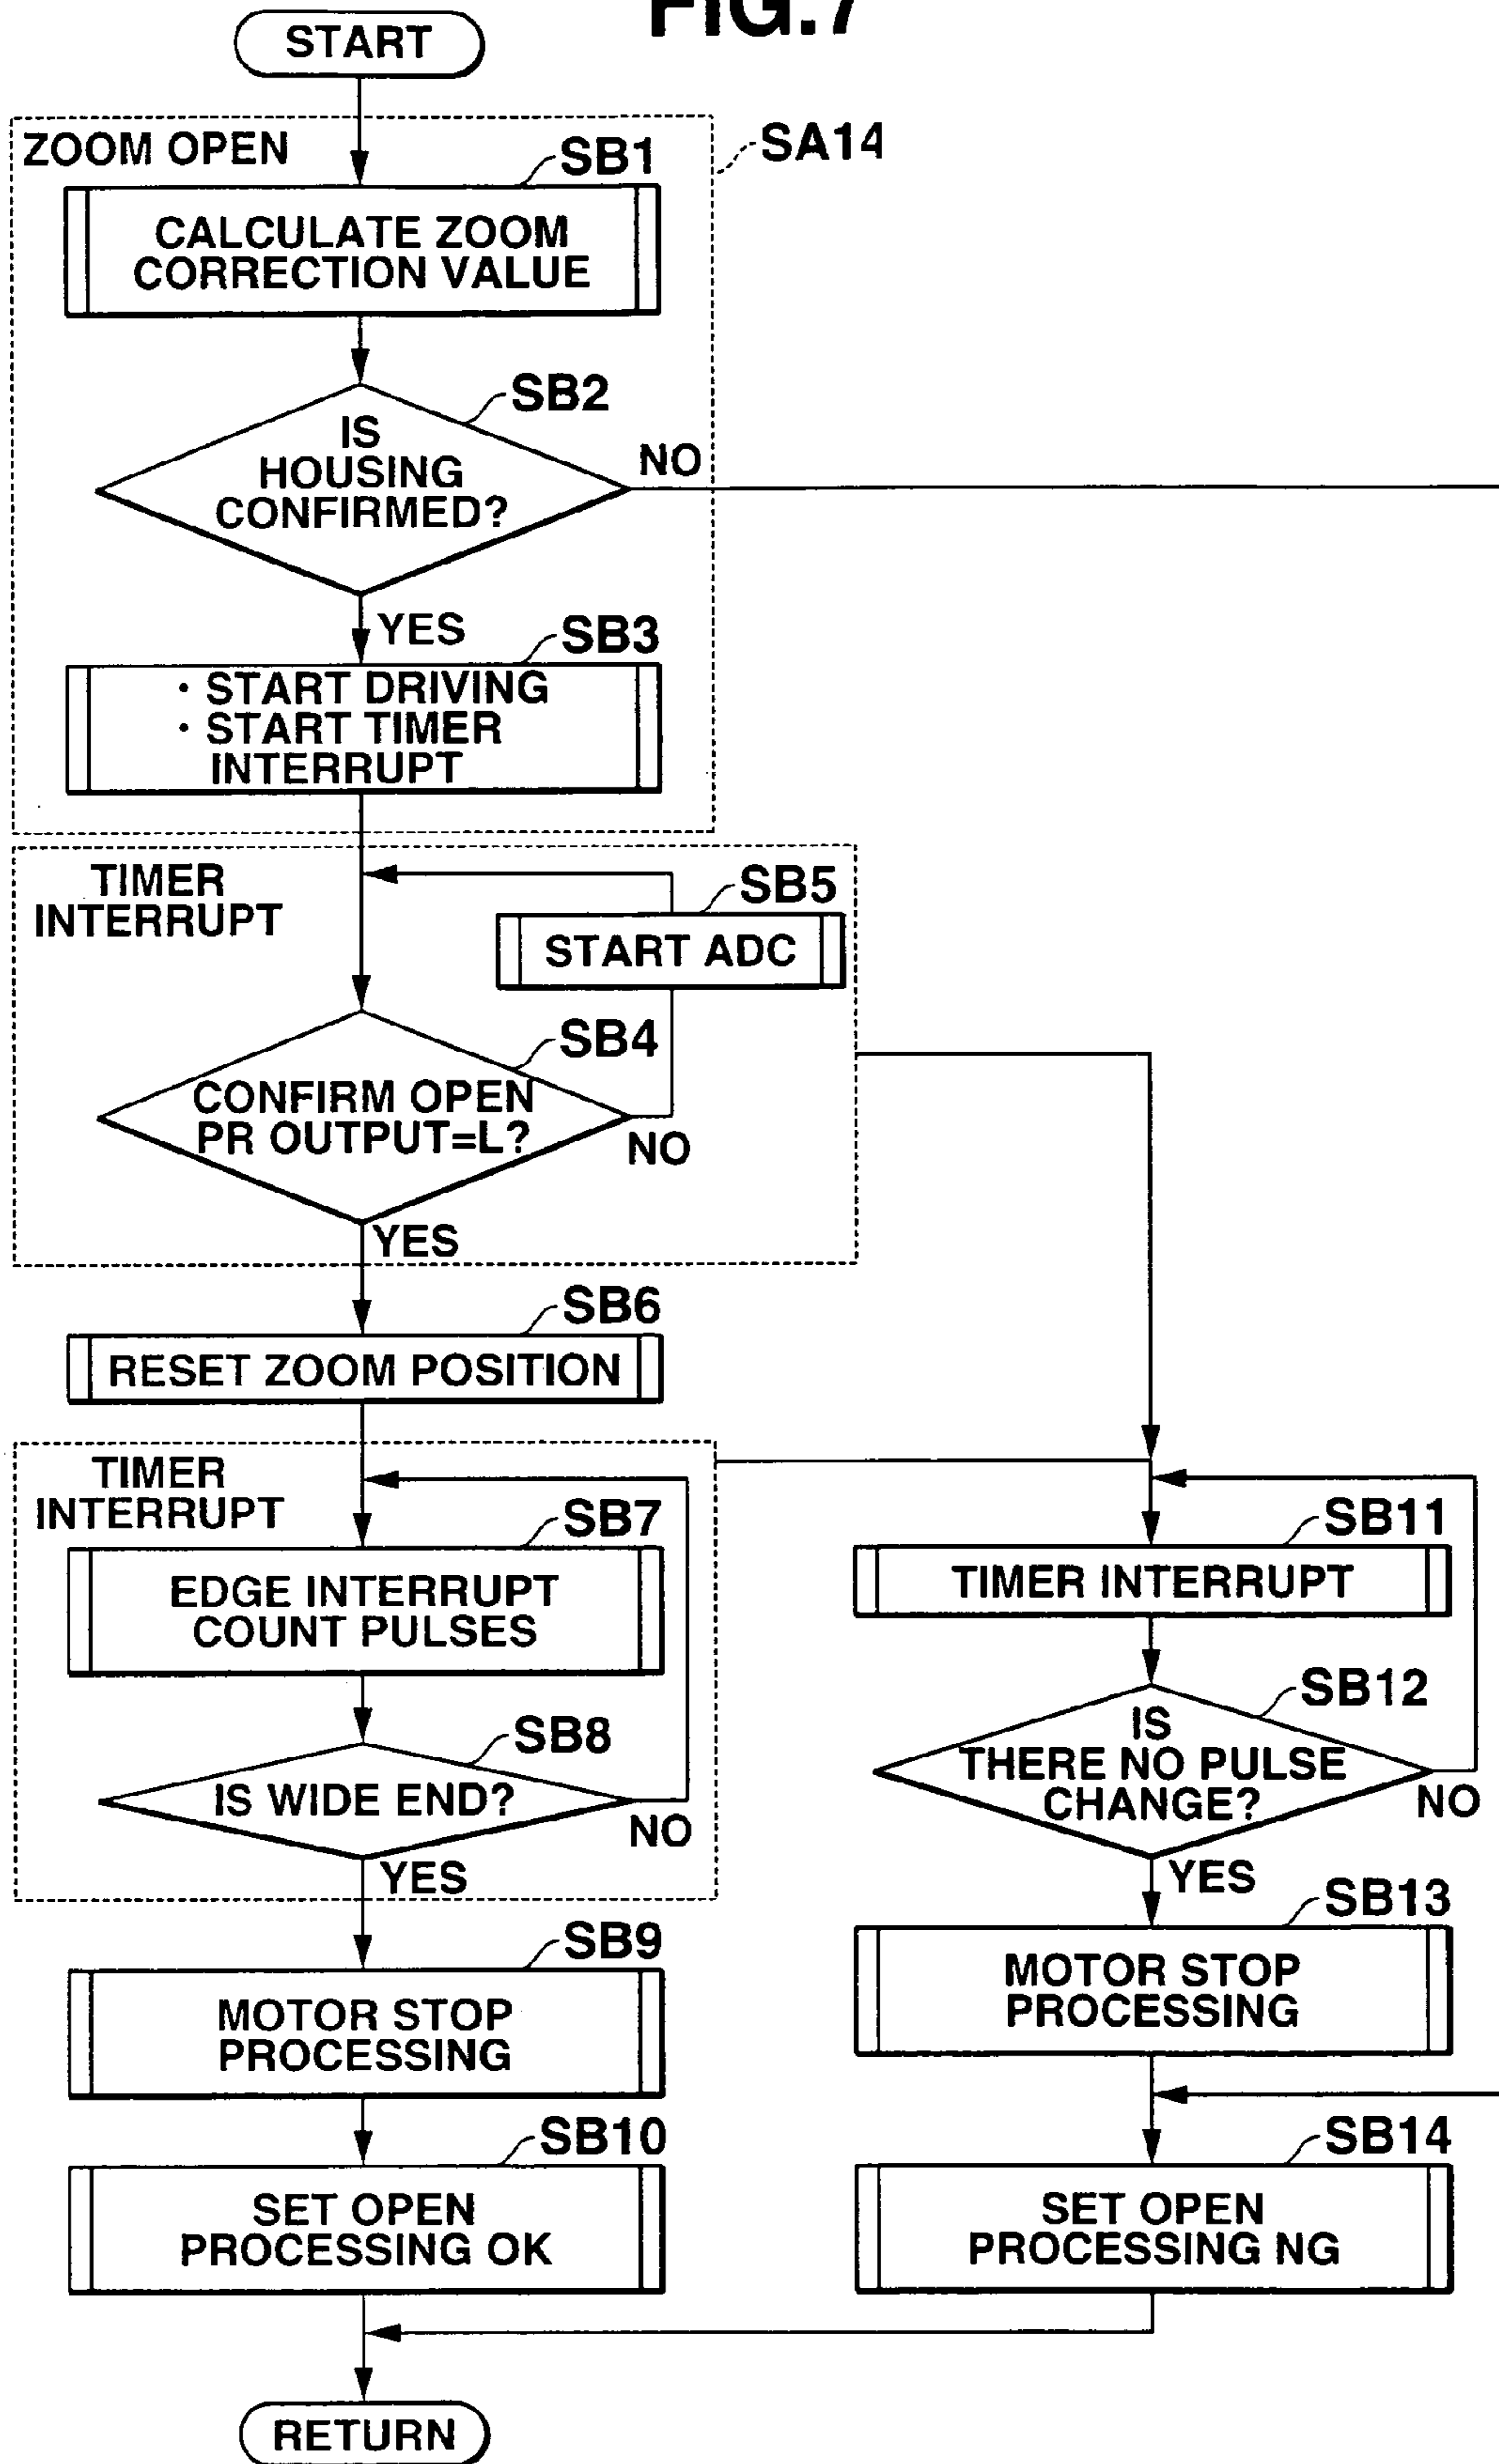 FIG.7
START
ZOOM OPEN
SA14
SB1
CALCULATE ZOOM
CORRECTION VALUE
SB2
IS
HOUSING
CONFIRMED?
NO
YES
SB3
· START DRIVING
· START TIMER
INTERRUPT
TIMER
INTERRUPT
SB5
START ADC
SB4
CONFIRM OPEN
PR OUTPUT=L?
NO
YES
SB6
RESET ZOOM POSITION
TIMER
INTERRUPT
SB7
EDGE INTERRUPT
COUNT PULSES
SB8
IS WIDE END?
NO
YES
SB9
MOTOR STOP
PROCESSING
SB10
SET OPEN
PROCESSING OK
SB11
TIMER INTERRUPT
SB12
IS
THERE NO PULSE
CHANGE?
NO
YES
SB13
MOTOR STOP
PROCESSING
SB14
SET OPEN
PROCESSING NG
RETURN